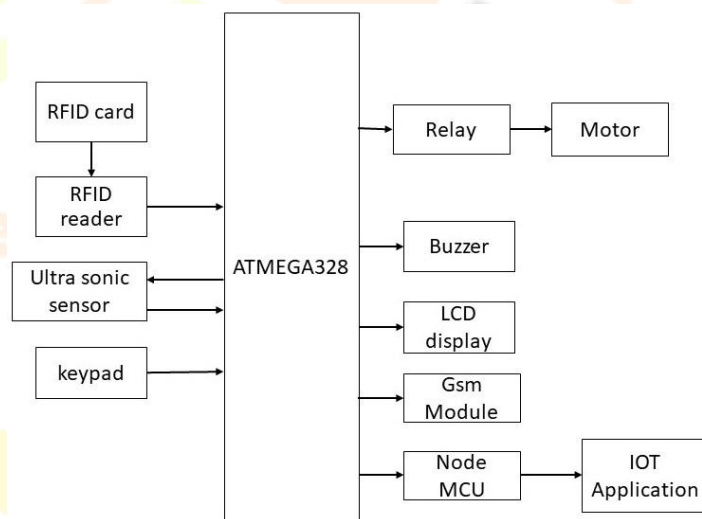 RFID card
RFID
reader
Ultra sonic
sensor
keypad
ATMEGA328
Relay
Motor
Buzzer
LCD
display
Gsm
Module
Node
MCU
IOT
Application